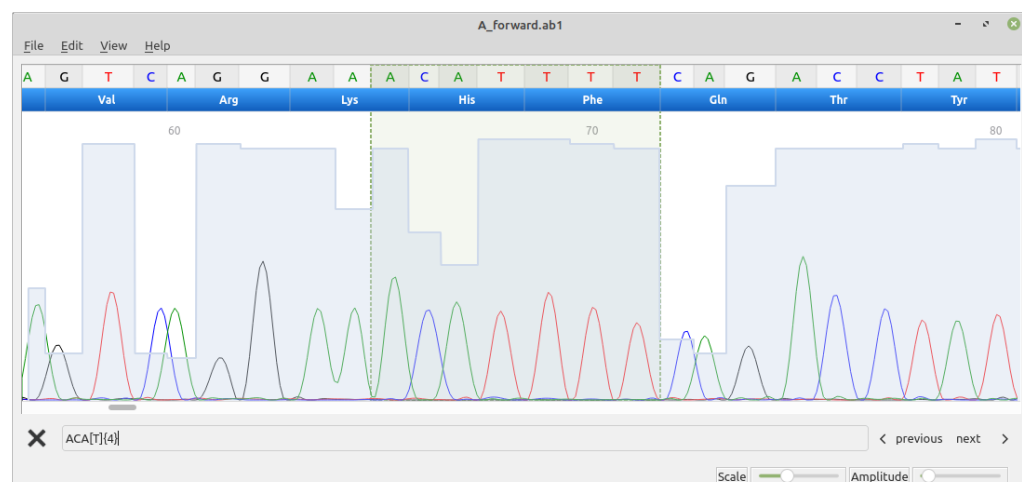 A_forward.ab1
File Edit View Help
A G T C A G G A A A C A T T T T C A G A C C T A T
Val Arg Lys His Phe Gln Thr Tyr
60 70 80
ACA[T]{4} previous next
Scale Amplitude